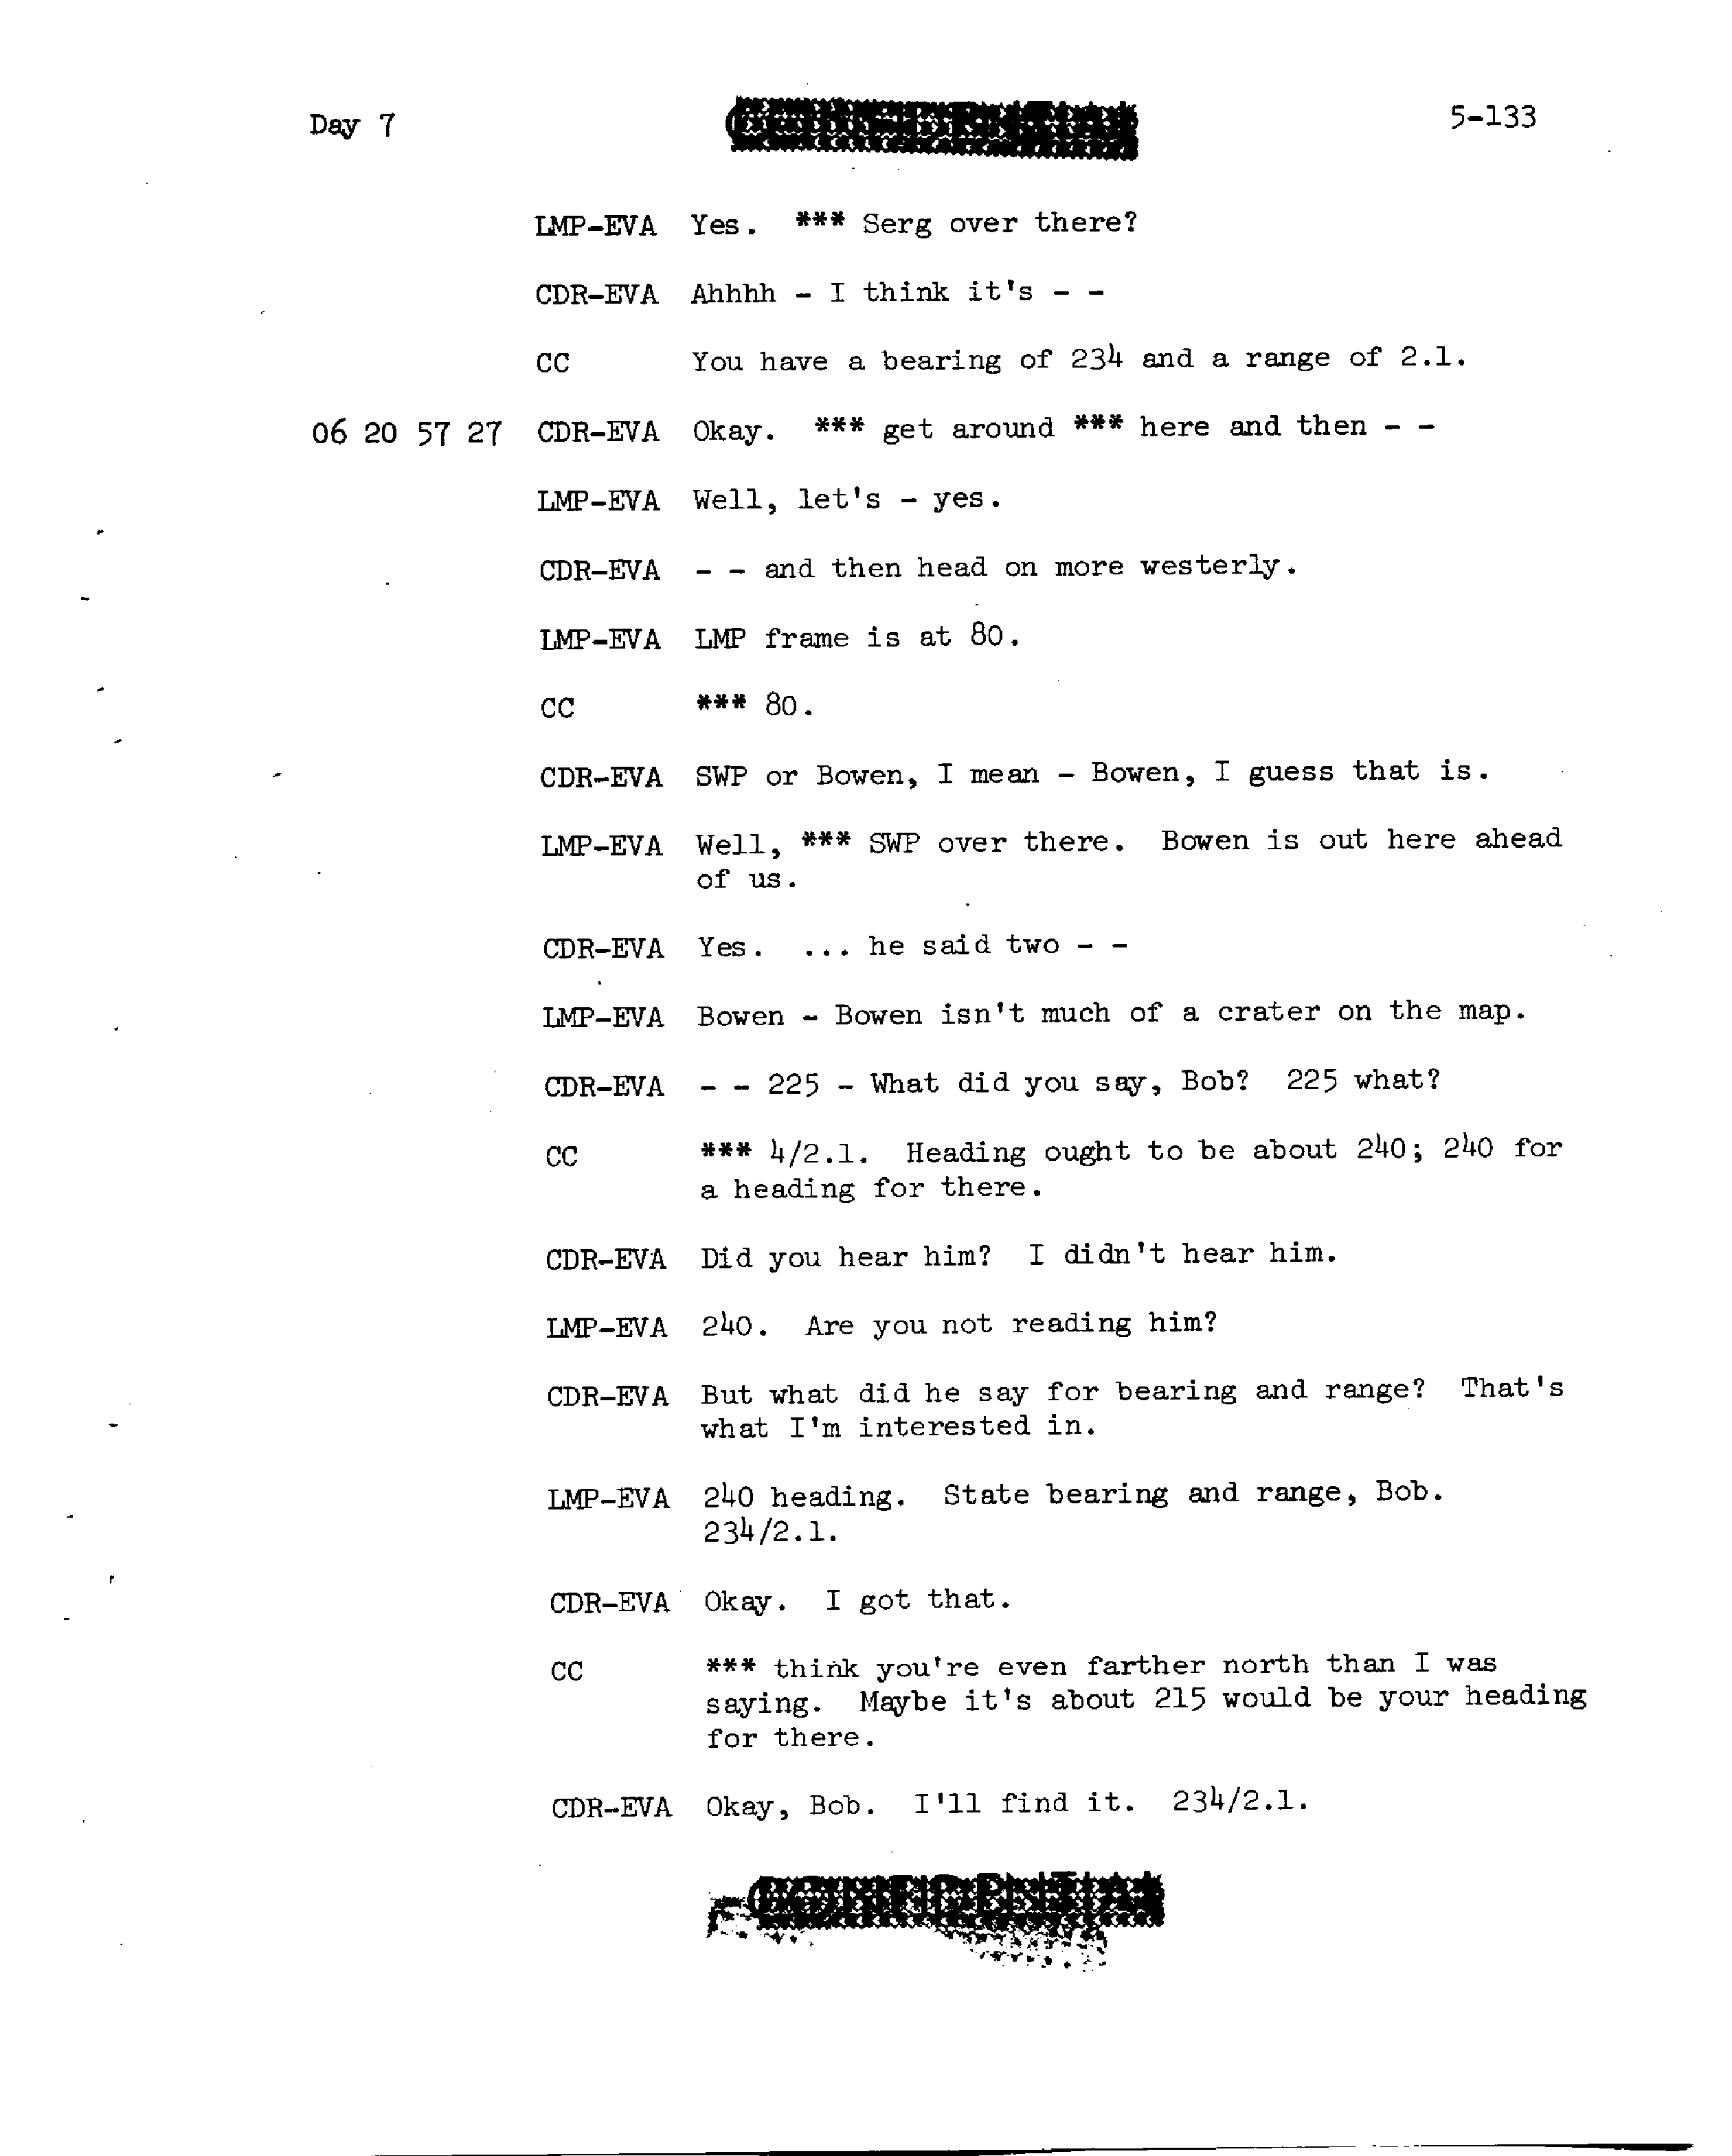 Day 7
CONFIDENTIAL
5-133
LMP-EVA Yes. *** Serg over there?
CDR-EVA Ahhhh - I think it's - -
CC You have a bearing of 234 and a range of 2.1.
06 20 57 27 CDR-EVA Okay. *** get around *** here and then - -
LMP-EVA Well, let's - yes.
CDR-EVA - - and then head on more westerly.
LMP-EVA LMP frame is at 80.
CC *** 80.
CDR-EVA SWP or Bowen, I mean - Bowen, I guess that is.
LMP-EVA Well, *** SWP over there. Bowen is out here ahead
of us.
CDR-EVA Yes. ... he said two - -
LMP-EVA Bowen - Bowen isn't much of a crater on the map.
CDR-EVA - - 225 - What did you say, Bob? 225 what?
CC *** 4/2.1. Heading ought to be about 240; 240 for
a heading for there.
CDR-EVA Did you hear him? I didn't hear him.
LMP-EVA 240. Are you not reading him?
CDR-EVA But what did he say for bearing and range? That's
what I'm interested in.
LMP-EVA 240 heading. State bearing and range, Bob.
234/2.1.
CDR-EVA Okay. I got that.
CC *** think you're even farther north than I was
saying. Maybe it's about 215 would be your heading
for there.
CDR-EVA Okay, Bob. I'll find it. 234/2.1.
CONFIDENTIAL